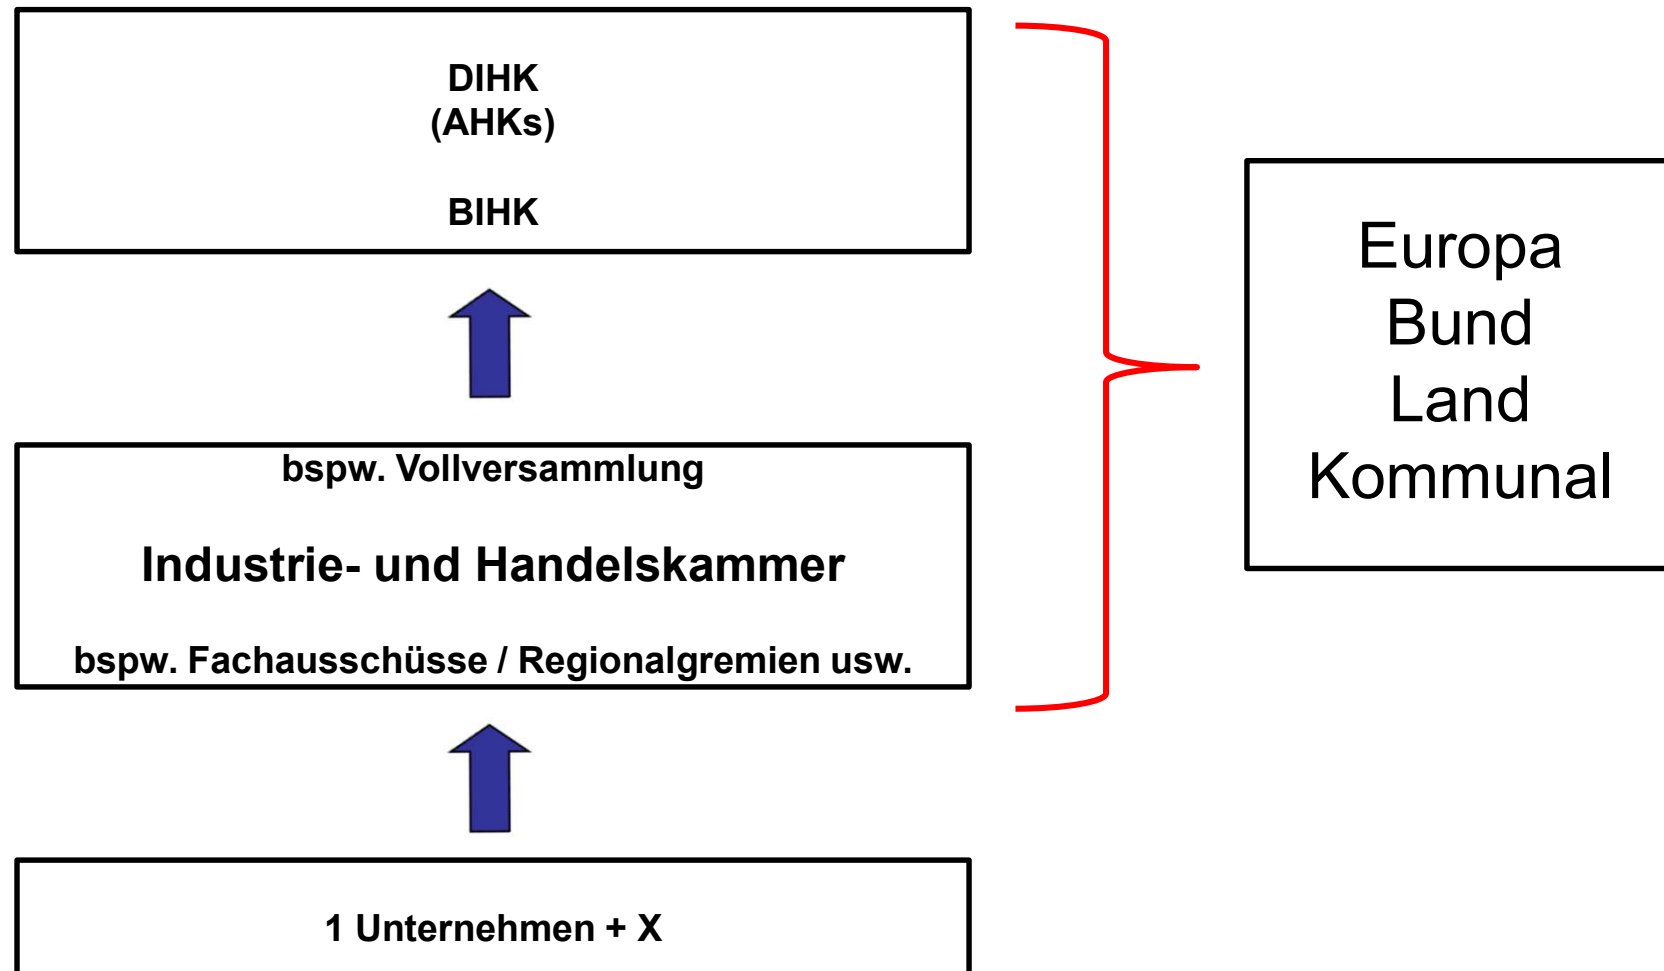 DIHK
(AHKs)
BIHK
bspw. Vollversammlung
Industrie- und Handelskammer
bspw. Fachausschüsse / Regionalgremien usw.
1 Unternehmen + X
Europa
Bund
Land
Kommunal